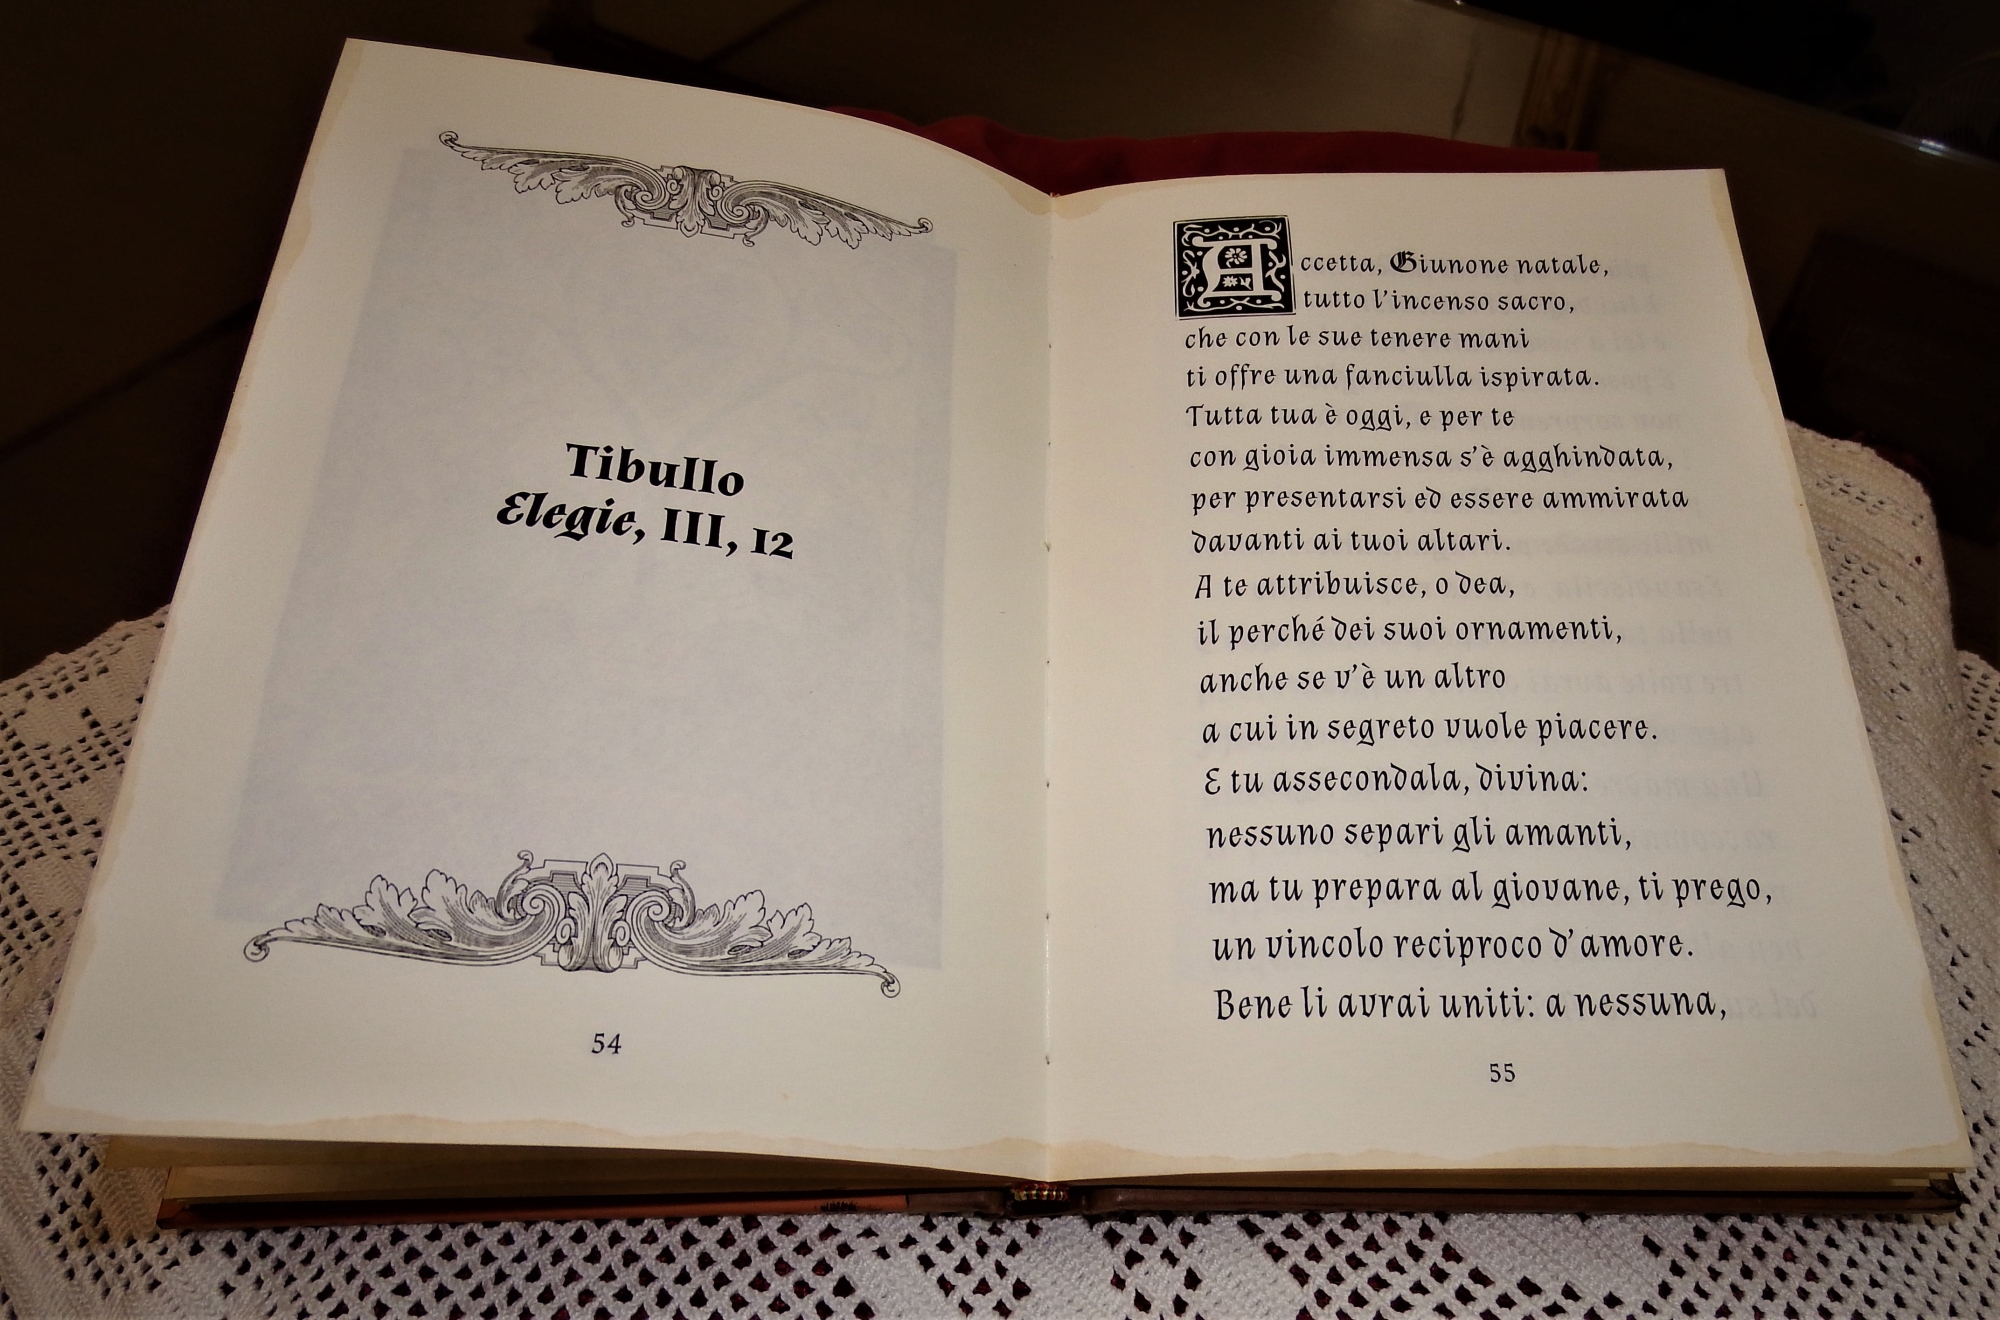 Tibullo
Elegie, III, 12
54
Accetta, Giunone natale,
tutto l'incenso sacro,
che con le sue tenere mani
ti offre una fanciulla ispirata.
Tutta tua è oggi, e per te
con gioia immensa s'è agghindata,
per presentarsi ed essere ammirata
davanti ai tuoi altari.
A te attribuisce, o dea,
il perché dei suoi ornamenti,
anche se v'è un altro
a cui in segreto vuole piacere.
E tu assecondala, divina:
nessuno separi gli amanti,
ma tu prepara al giovane, ti prego,
un vincolo reciproco d'amore.
Bene li avrai uniti: a nessuna,
55